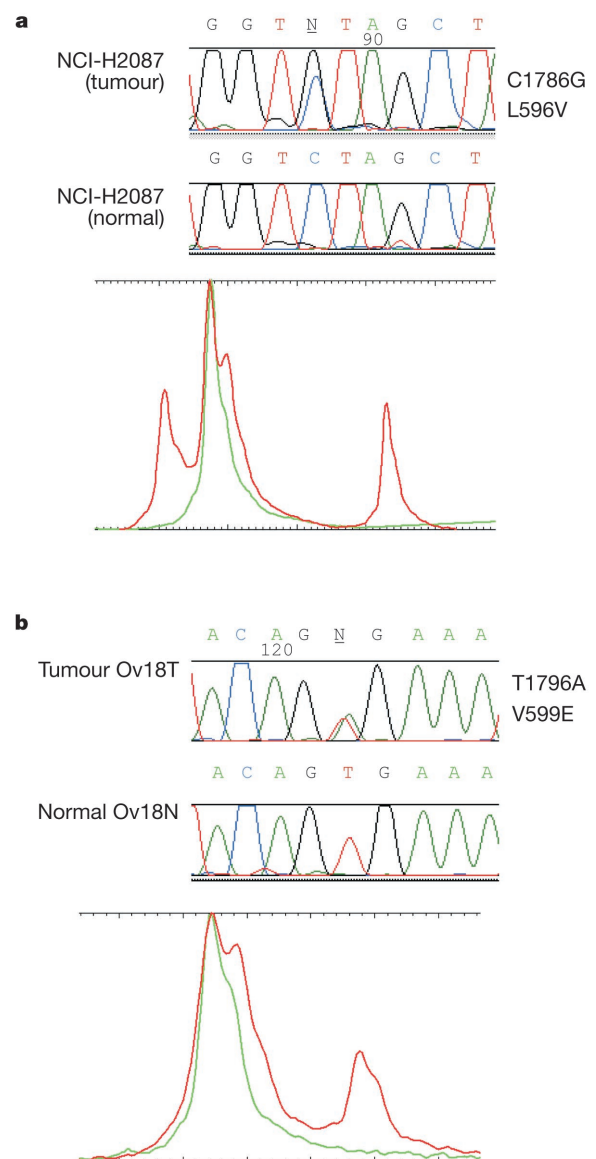 a
G G T N T A G C T
90
NCI-H2087
(tumour)
C1786G
L596V
G G T C T A G C T
NCI-H2087
(normal)
b
A C A G N G A A A
120
Tumour Ov18T
T1796A
V599E
A C A G T G A A A
Normal Ov18N